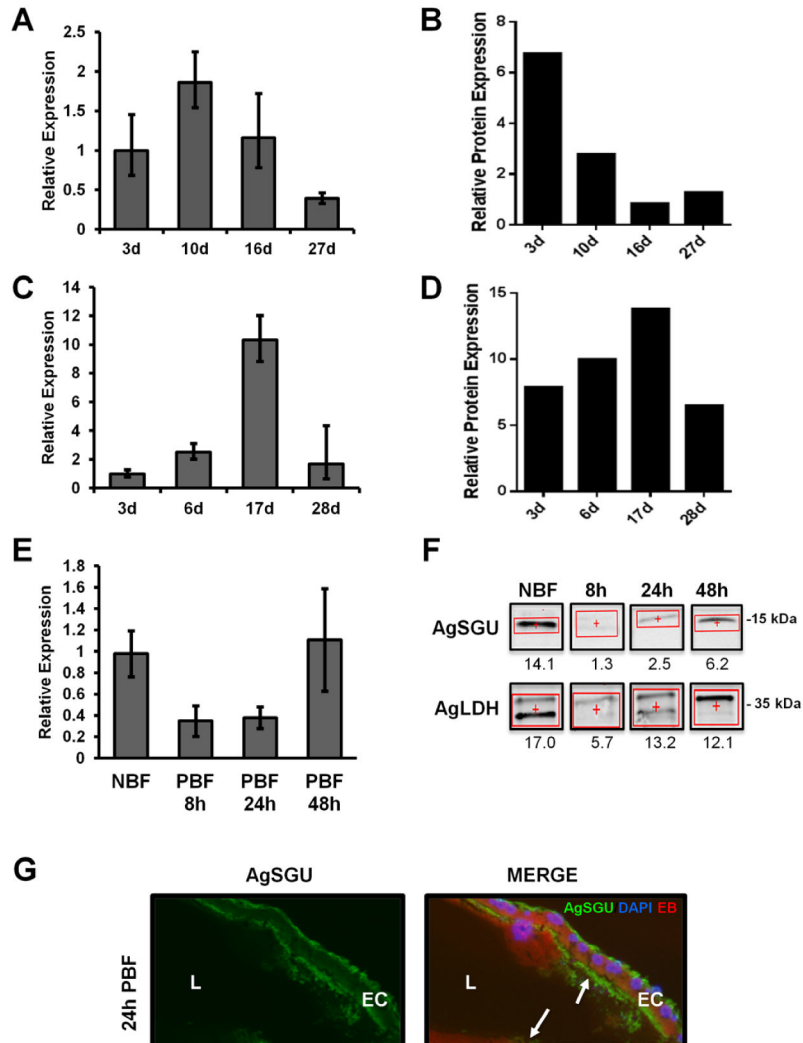 A
Relative Expression
2.5
2
1.5
1
0.5
0
3d 10d 16d 27d
B
Relative Protein Expression
8
6
4
2
0
3d 10d 16d 27d
C
Relative Expression
14
12
10
8
6
4
2
0
3d 6d 17d 28d
D
Relative Protein Expression
15
10
5
0
3d 6d 17d 28d
E
Relative Expression
1.8
1.6
1.4
1.2
1
0.8
0.6
0.4
0.2
0
NBF PBF PBF PBF
8h 24h 48h
F
NBF 8h 24h 48h
AgSGU -15 kDa
14.1 1.3 2.5 6.2
AgLDH - 35 kDa
17.0 5.7 13.2 12.1
G
AgSGU MERGE
24h PBF
AgSGU DAPI EB
L EC L EC